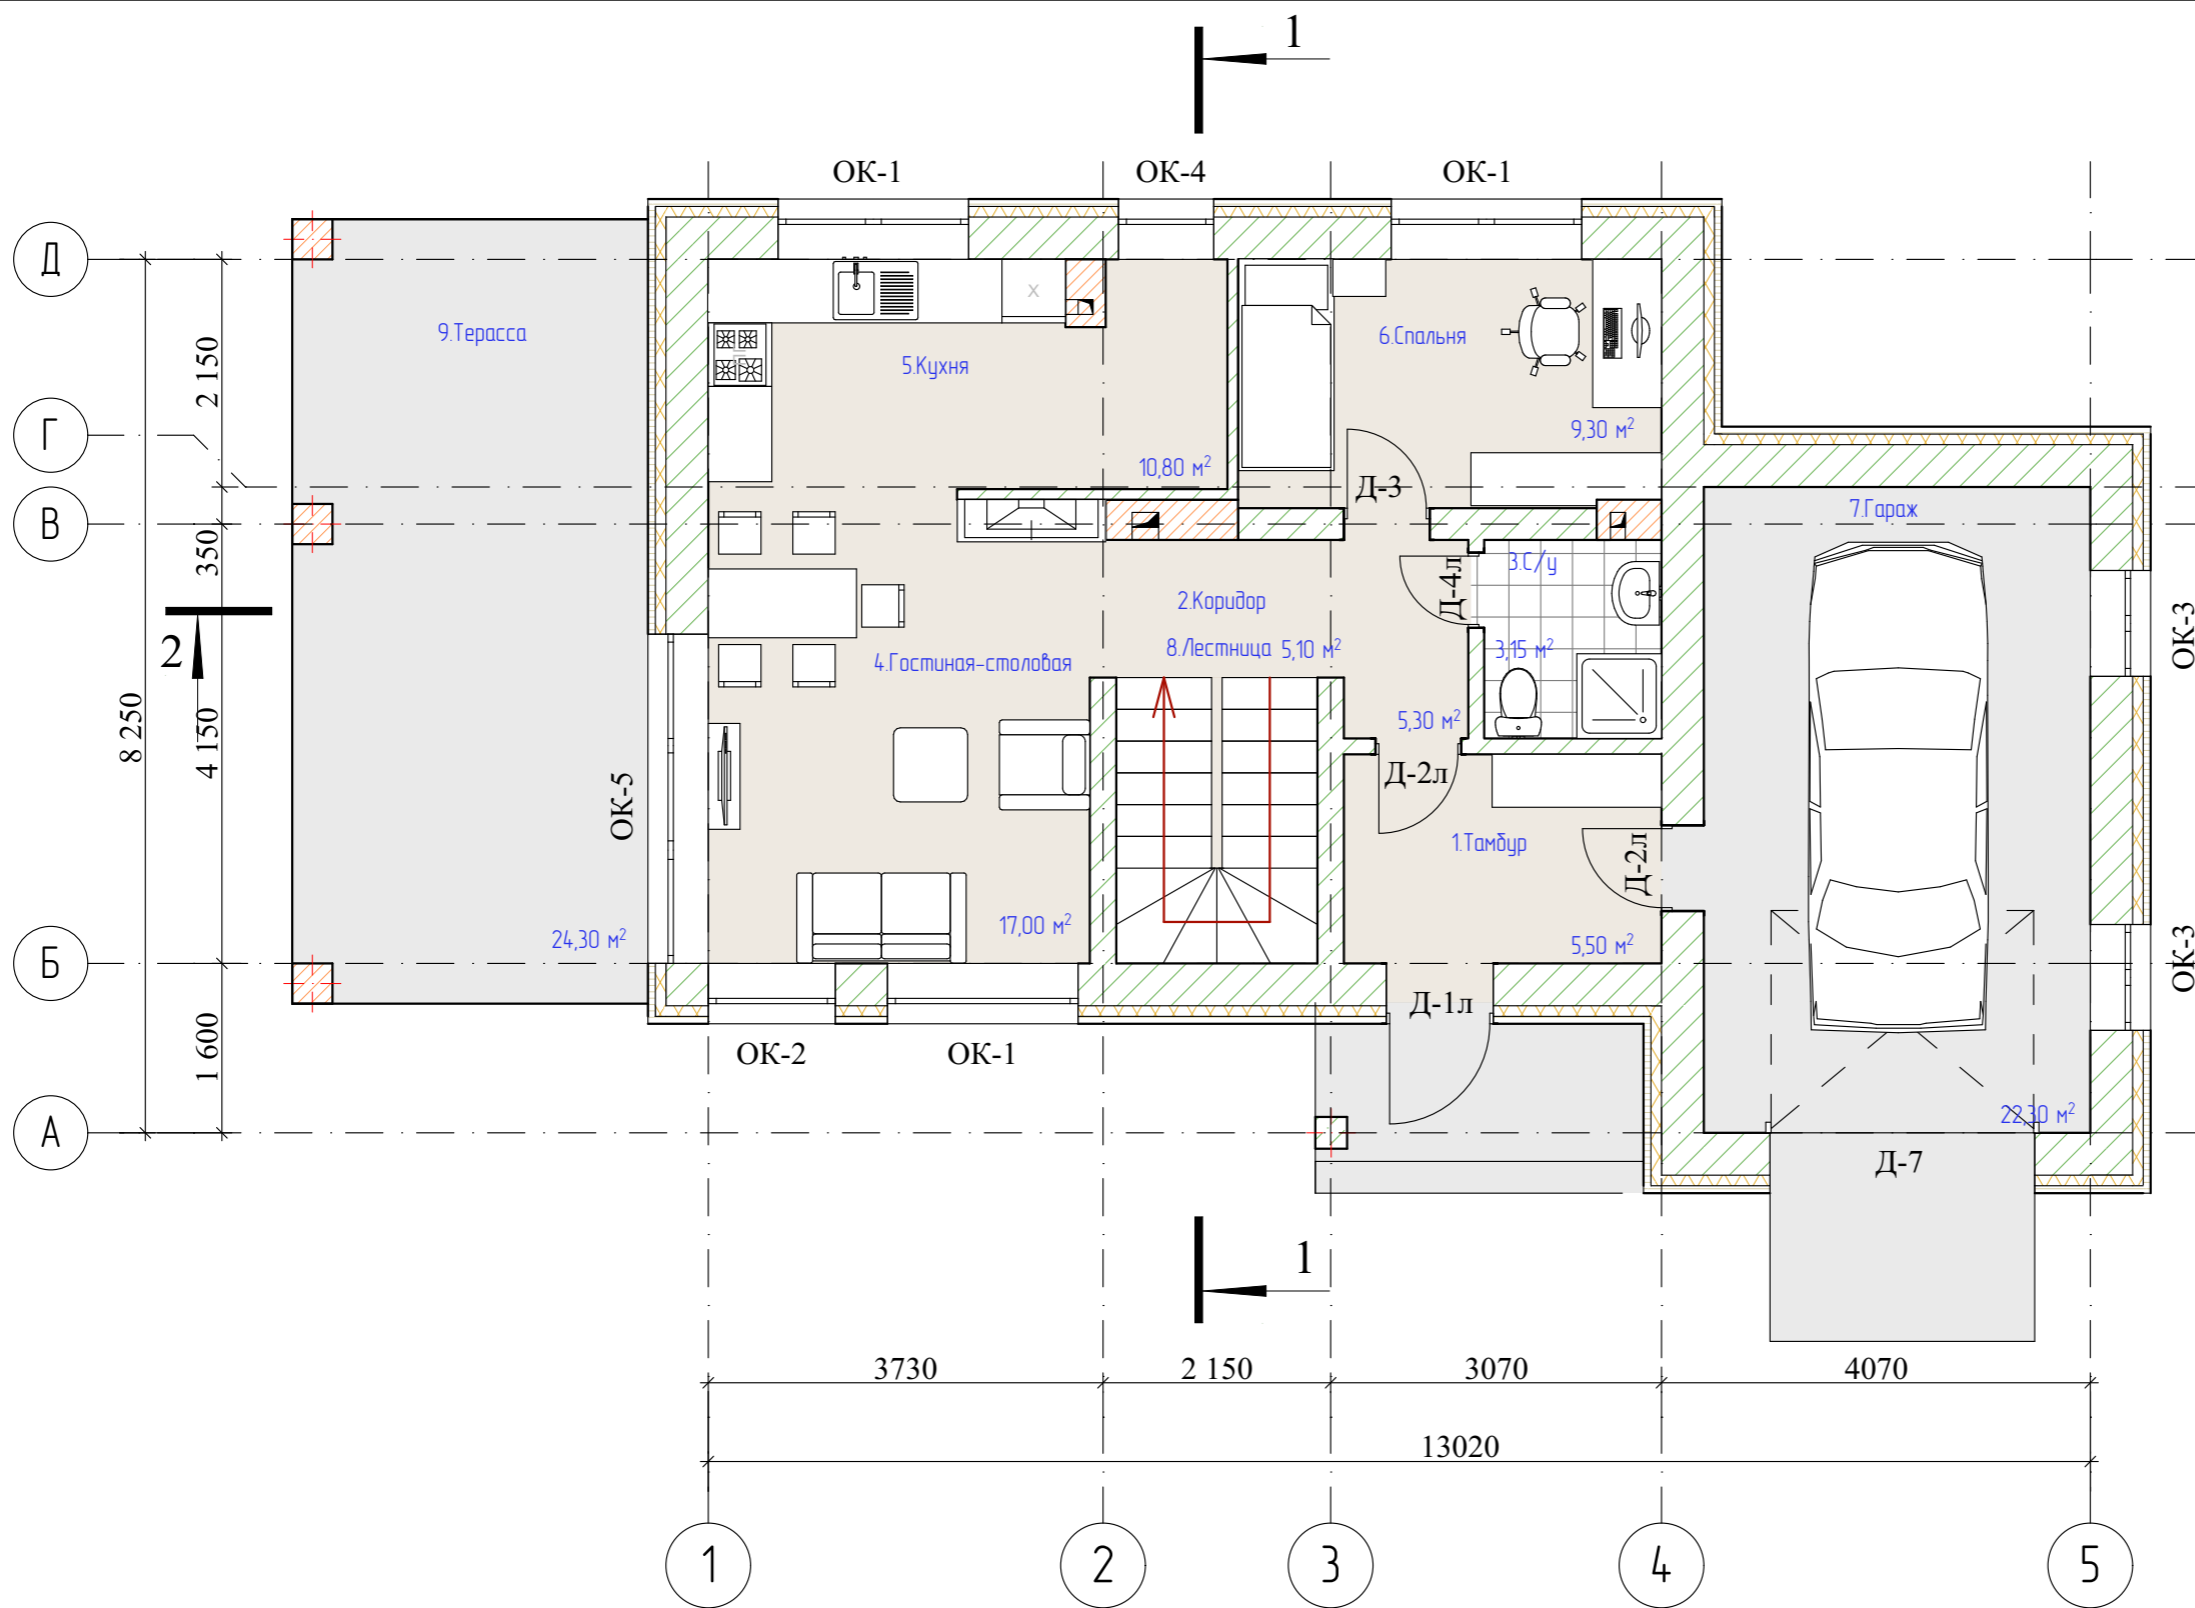 1
ОК-1
ОК-4
ОК-1
Д
9.Терасса
5.Кухня
X
6.Спальня
2 150
Г
9,30 м²
10,80 м²
Д-3
В
7.Гараж
350
3.С/у
Д-4л
2.Коридор
8.Лестница
5,10 м²
3,15 м²
ОК-3
2
4.Гостиная-столовая
8 250
4 150
5,30 м²
Д-2л
ОК-5
1.Тамбур
Д-2л
24,30 м²
17,00 м²
5,50 м²
ОК-3
Б
Д-1л
1 600
ОК-2
ОК-1
А
22,30 м²
Д-7
1
3730
2 150
3070
4070
13020
1
2
3
4
5